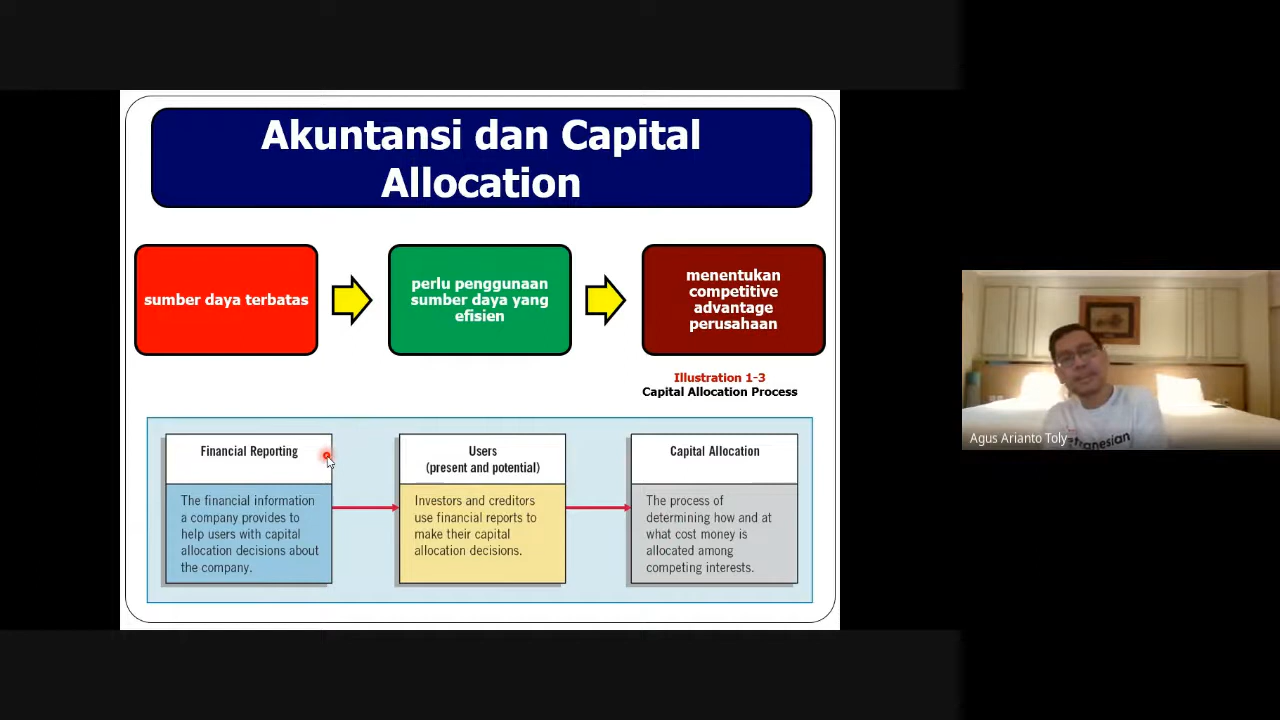 Akuntansi dan Capital
Allocation
sumber daya terbatas
perlu penggunaan
sumber daya yang
efisien
menentukan
competitive
advantage
perusahaan
Illustration 1-3
Capital Allocation Process
Financial Reporting
The financial information
a company provides to
help users with capital
allocation decisions about
the company.
Users
(present and potential)
Investors and creditors
use financial reports to
make their capital
allocation decisions.
Capital Allocation
The process of
determining how and at
what cost money is
allocated among
competing interests.
Agus Arianto Toly